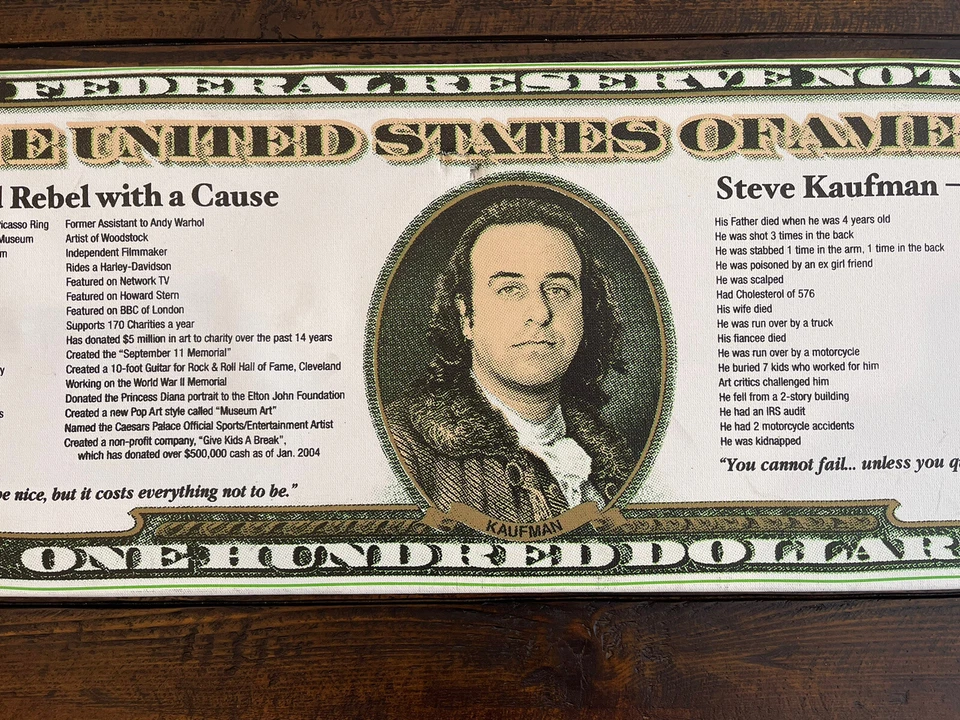 FEDERAL RESERVE NOT
E UNITED STATES OF AME
l Rebel with a Cause
Picasso Ring
Museum
m
y
s
Former Assistant to Andy Warhol
Artist of Woodstock
Independent Filmmaker
Rides a Harley-Davidson
Featured on Network TV
Featured on Howard Stern
Featured on BBC of London
Supports 170 Charities a year
Has donated $5 million in art to charity over the past 14 years
Created the “September 11 Memorial”
Created a 10-foot Guitar for Rock & Roll Hall of Fame, Cleveland
Working on the World War II Memorial
Donated the Princess Diana portrait to the Elton John Foundation
Created a new Pop Art style called “Museum Art”
Named the Caesars Palace Official Sports/Entertainment Artist
Created a non-profit company, “Give Kids A Break”,
which has donated over $500,000 cash as of Jan. 2004
be nice, but it costs everything not to be.”
KAUFMAN
Steve Kaufman –
His Father died when he was 4 years old
He was shot 3 times in the back
He was stabbed 1 time in the arm, 1 time in the back
He was poisoned by an ex girl friend
He was scalped
Had Cholesterol of 576
His wife died
He was run over by a truck
His fiancee died
He was run over by a motorcycle
He buried 7 kids who worked for him
Art critics challenged him
He fell from a 2-story building
He had an IRS audit
He had 2 motorcycle accidents
He was kidnapped
“You cannot fail... unless you q
ONE HUNDRED DOLLAR